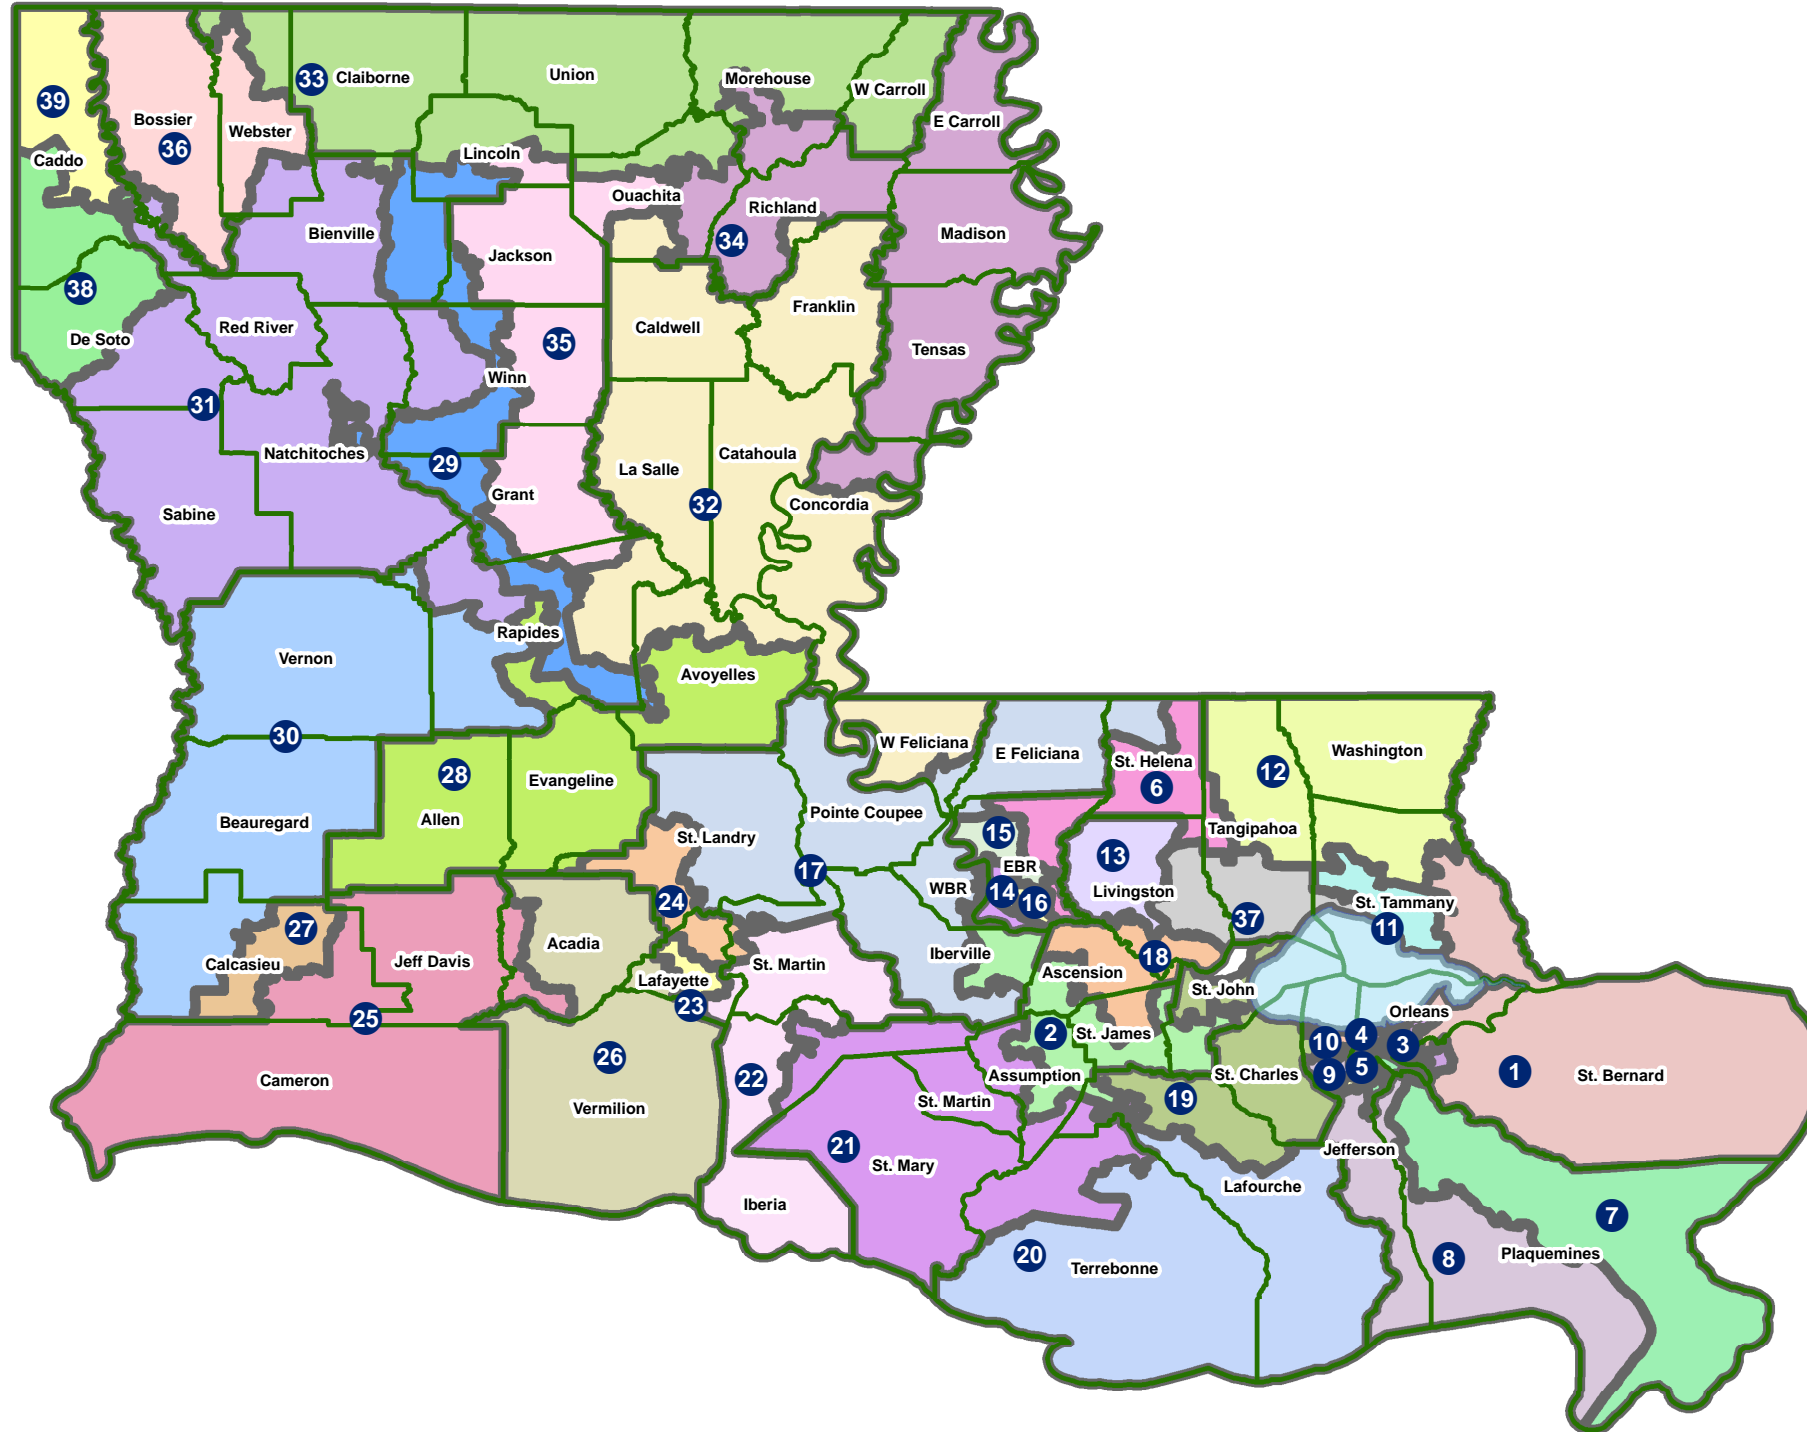 33
Claiborne
Union
Morehouse
W Carroll
39
Bossier
36
Webster
E Carroll
Caddo
Lincoln
Ouachita
Richland
34
Madison
Bienville
Jackson
38
Red River
De Soto
35
Caldwell
Franklin
Tensas
Winn
31
Natchitoches
29
La Salle
Catahoula
Grant
32
Concordia
Sabine
Rapides
Vernon
Avoyelles
30
W Feliciana
E Feliciana
St. Helena
6
12
Washington
28
Evangeline
Beauregard
Allen
St. Landry
Pointe Coupee
15
Tangipahoa
13
EBR
17
WBR
14
16
Livingston
24
37
St. Tammany
11
27
Acadia
Calcasieu
Jeff Davis
Lafayette
St. Martin
Iberville
18
Ascension
St. John
23
25
2
St. James
Orleans
10
4
3
26
Cameron
22
Assumption
St. Charles
9
5
1
St. Bernard
Vermilion
St. Martin
19
21
St. Mary
Jefferson
Iberia
Lafourche
7
20
Terrebonne
8
Plaquemines